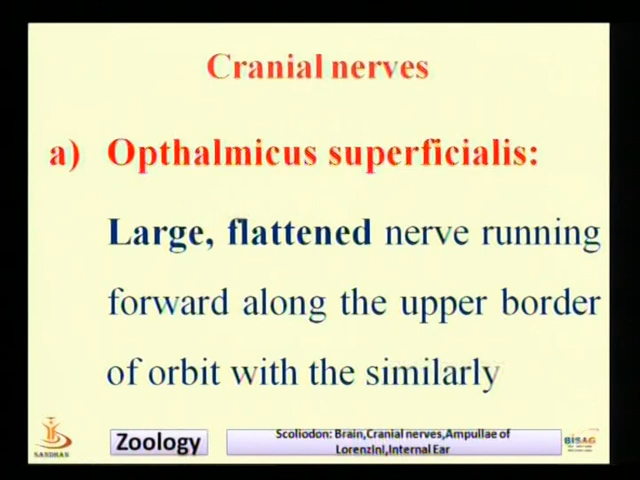 Cranial nerves
a) Opthalmicus superficialis:
Large, flattened nerve running
forward along the upper border
of orbit with the similarly
SANDHAN
Zoology
Scoliodon: Brain,Cranial nerves,Ampullae of
Lorenzini,Internal Ear
BISAG